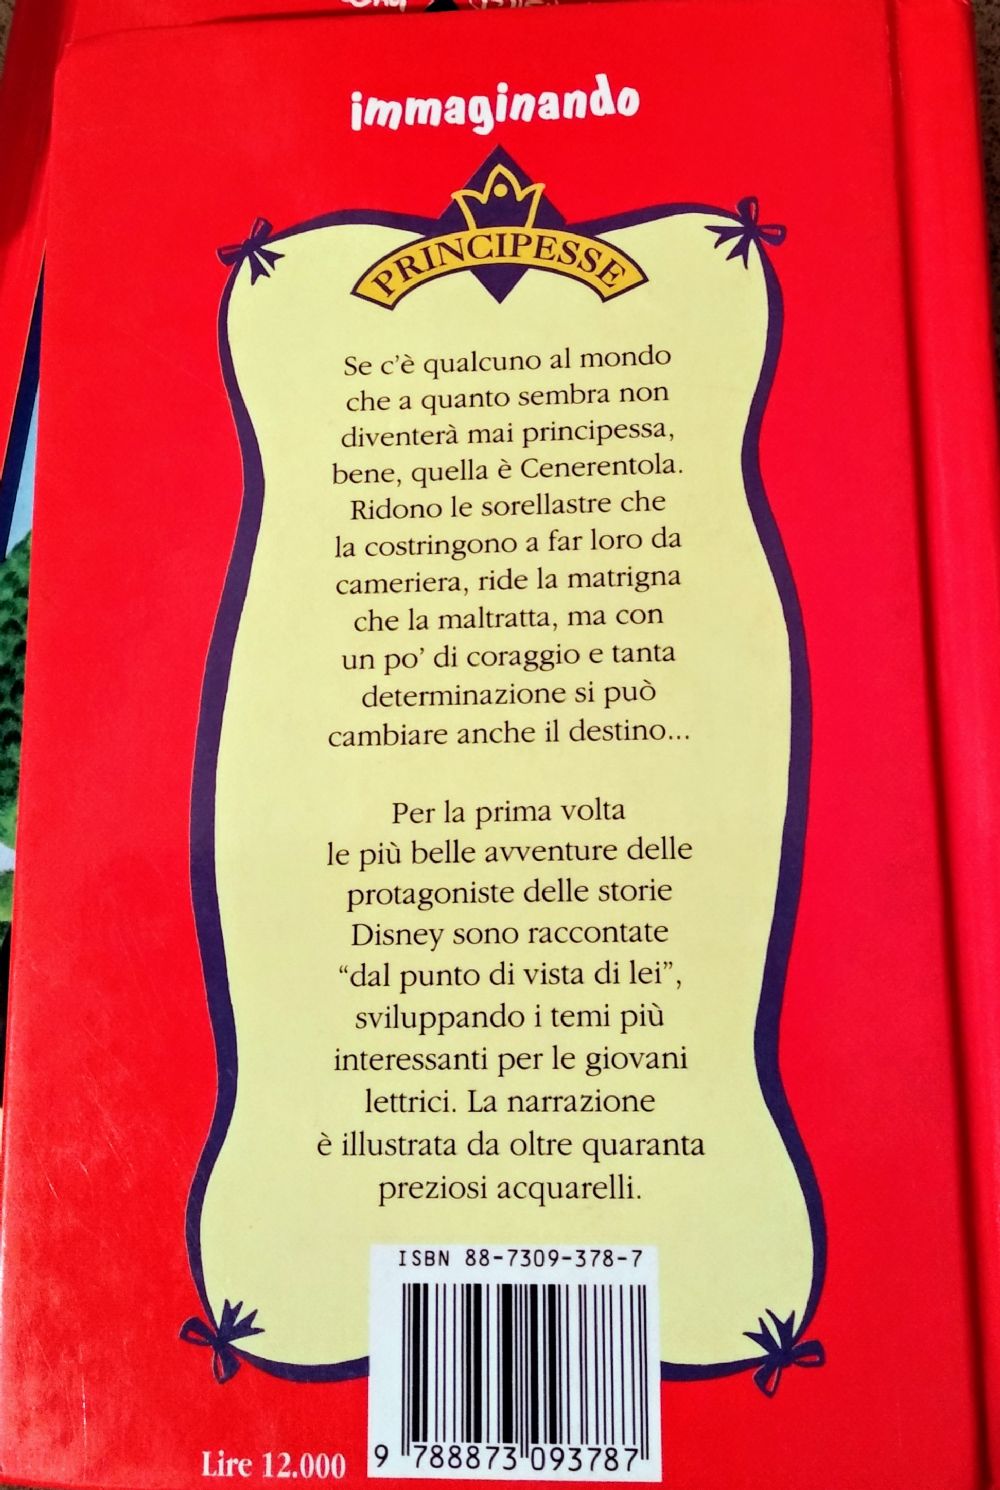 immaginando
PRINCIPESSE
Se c'è qualcuno al mondo
che a quanto sembra non
diventerà mai principessa,
bene, quella è Cenerentola.
Ridono le sorellastre che
la costringono a far loro da
cameriera, ride la matrigna
che la maltratta, ma con
un po' di coraggio e tanta
determinazione si può
cambiare anche il destino...
Per la prima volta
le più belle avventure delle
protagoniste delle storie
Disney sono raccontate
“dal punto di vista di lei”,
sviluppando i temi più
interessanti per le giovani
lettrici. La narrazione
è illustrata da oltre quaranta
preziosi acquarelli.
ISBN 88-7309-378-7
9 788873 093787
Lire 12.000